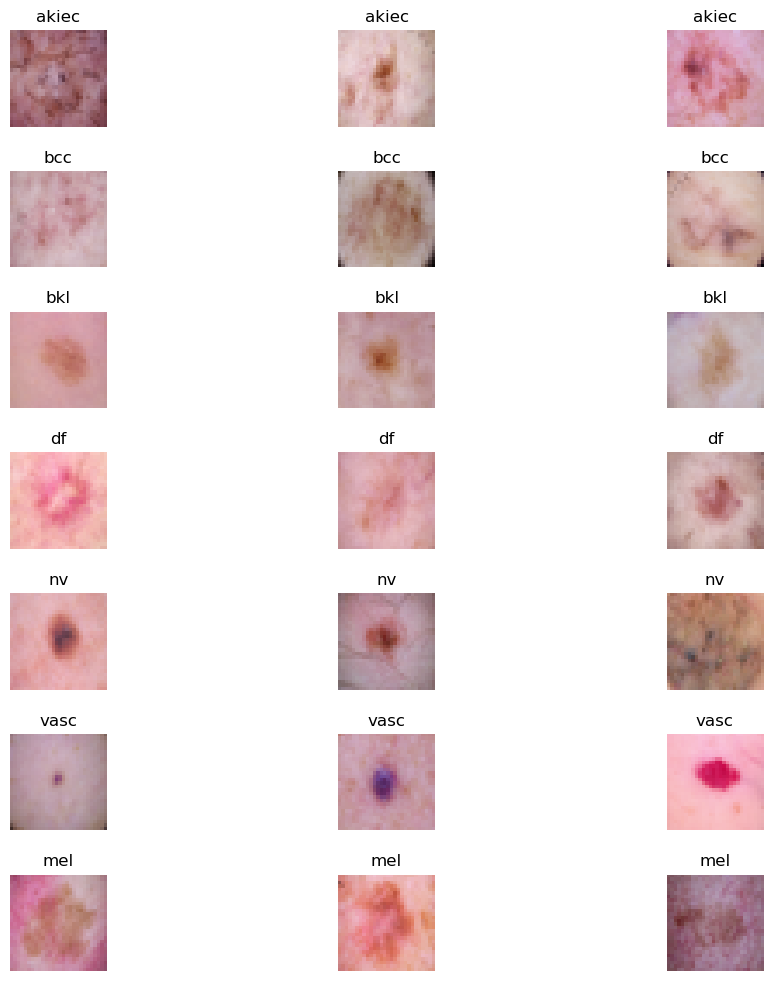 akiec akiec akiec
bcc bcc bcc
bkl bkl bkl
df df df
nv nv nv
vasc vasc vasc
mel mel mel